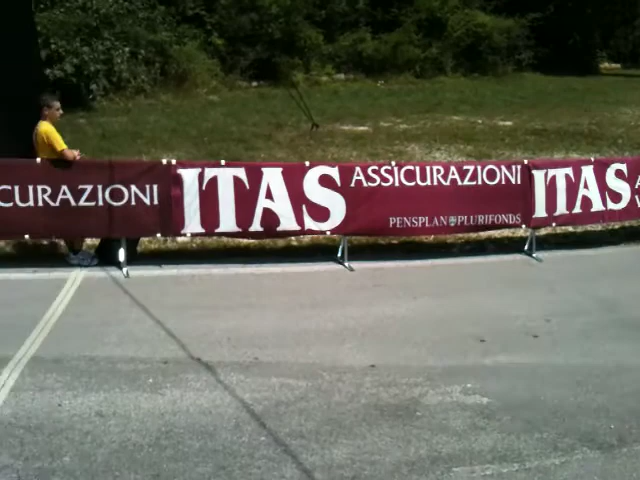 CURAZIONI
ITAS ASSICURAZIONI
PENSPLAN PLURIFONDS
ITAS